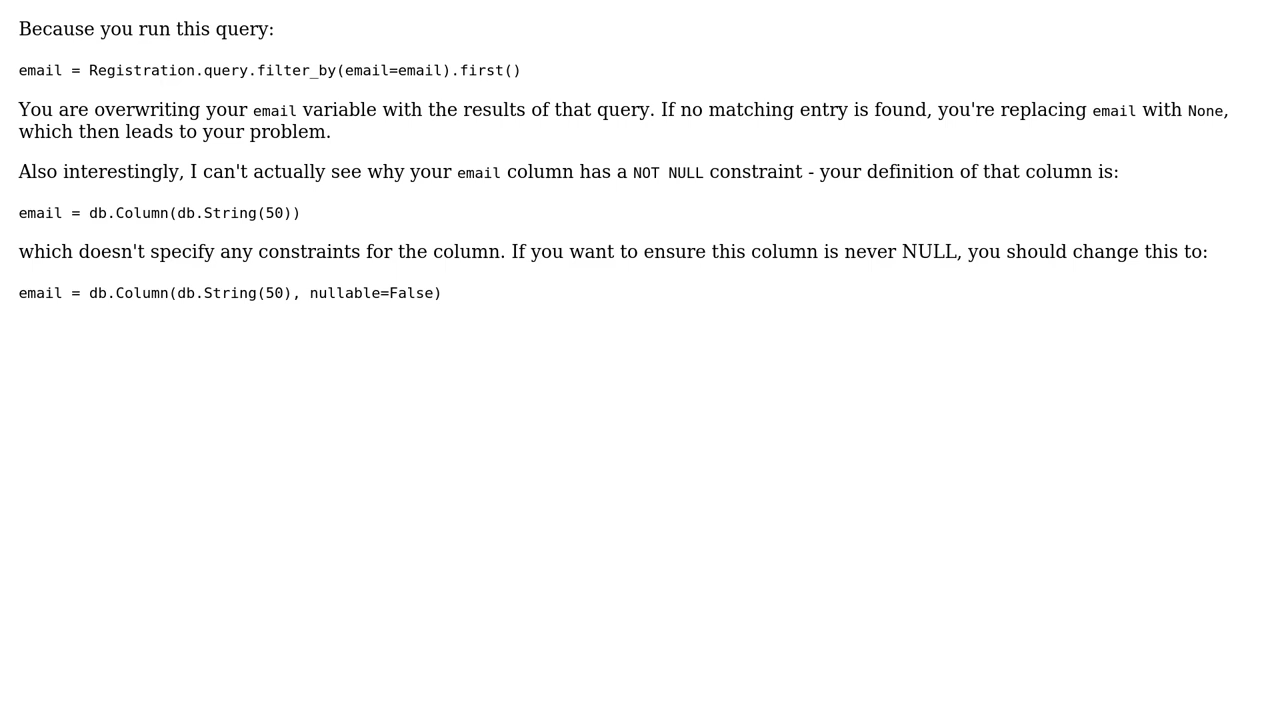 Because you run this query:
email = Registration.query.filter_by(email=email).first()
You are overwriting your email variable with the results of that query. If no matching entry is found, you're replacing email with None,
which then leads to your problem.
Also interestingly, I can't actually see why your email column has a NOT NULL constraint - your definition of that column is:
email = db.Column(db.String(50))
which doesn't specify any constraints for the column. If you want to ensure this column is never NULL, you should change this to:
email = db.Column(db.String(50), nullable=False)